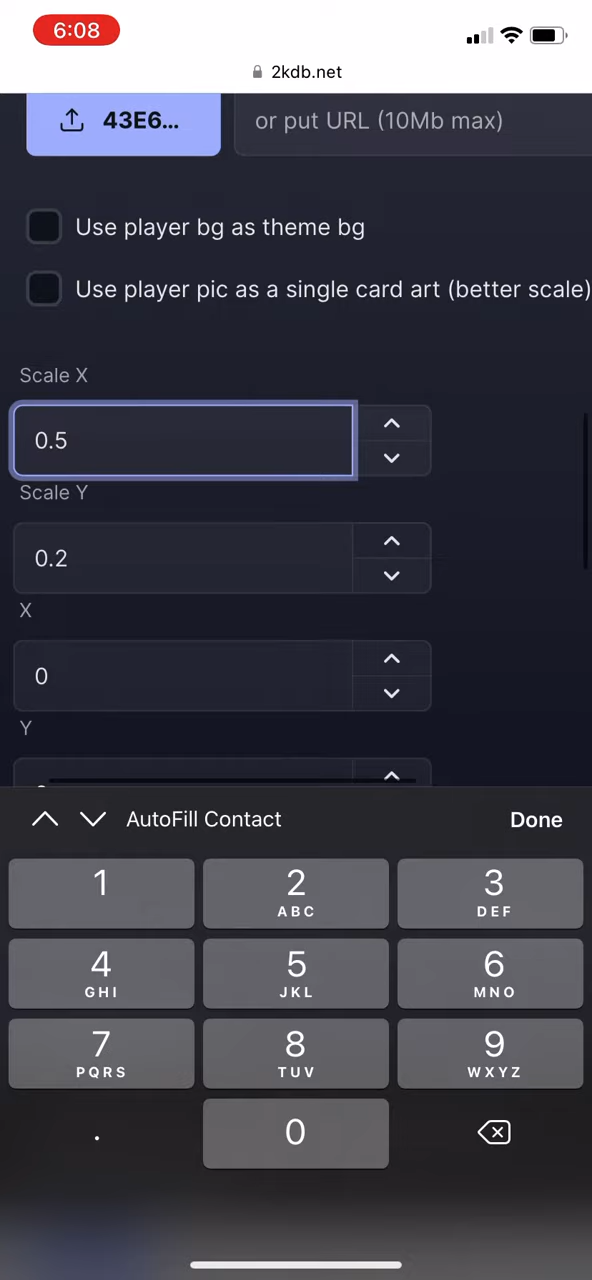 6:08
2kdb.net
43E6...
or put URL (10Mb max)
Use player bg as theme bg
Use player pic as a single card art (better scale)
Scale X
0.5
Scale Y
0.2
X
0
Y
AutoFill Contact
Done
1
2
ABC
3
DEF
4
GHI
5
JKL
6
MNO
7
PQRS
8
TUV
9
WXYZ
.
0